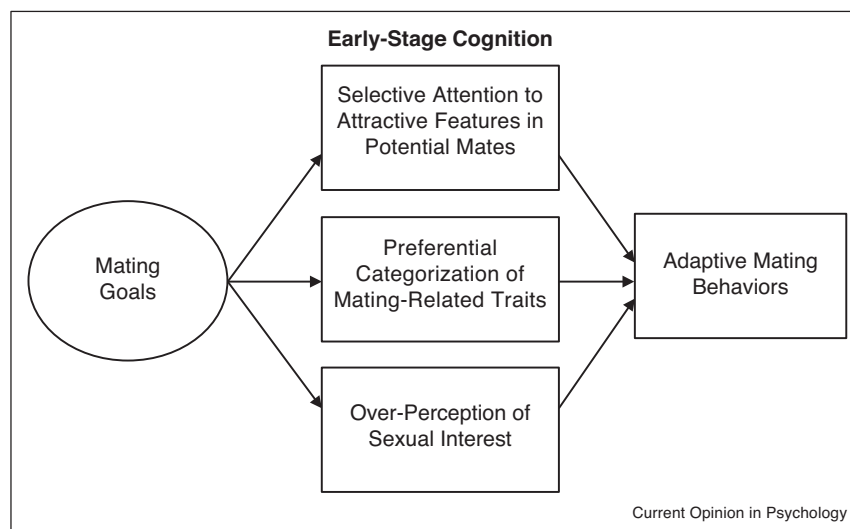 Early-Stage Cognition
Selective Attention to
Attractive Features in
Potential Mates
Mating
Goals
Preferential
Categorization of
Mating-Related Traits
Adaptive Mating
Behaviors
Over-Perception of
Sexual Interest
Current Opinion in Psychology